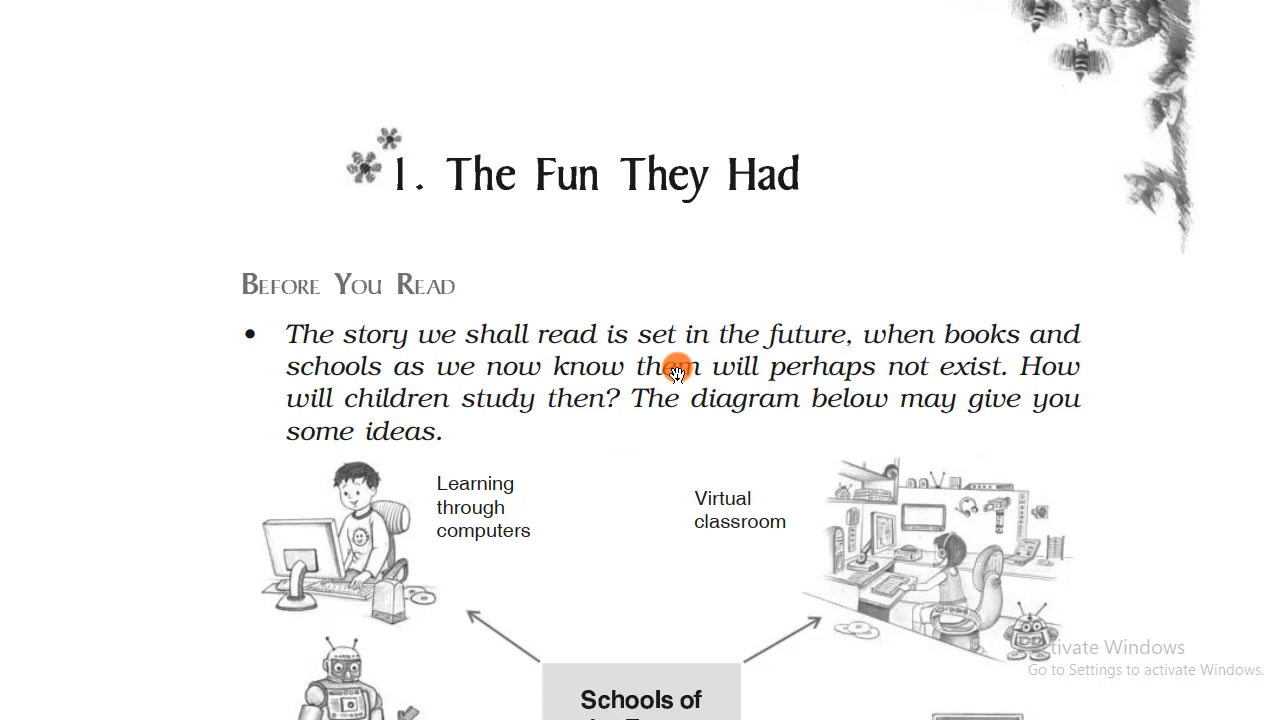 1. The Fun They Had
BEFORE YOU READ
• The story we shall read is set in the future, when books and
schools as we now know them will perhaps not exist. How
will children study then? The diagram below may give you
some ideas.
Learning
through
computers
Virtual
classroom
Schools of
Activate Windows
Go to Settings to activate Windows.